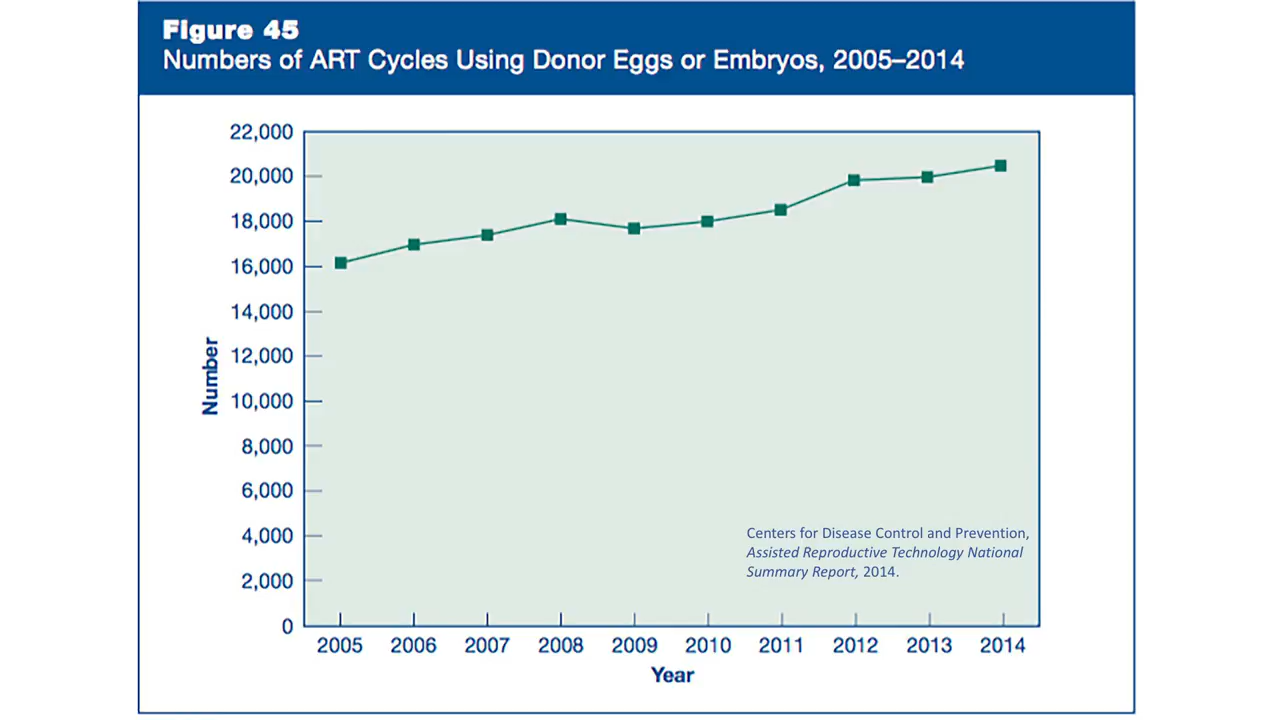 Figure 45
Numbers of ART Cycles Using Donor Eggs or Embryos, 2005–2014
22,000
20,000
18,000
16,000
14,000
12,000
10,000
8,000
6,000
4,000
2,000
0
Number
Centers for Disease Control and Prevention,
Assisted Reproductive Technology National
Summary Report, 2014.
2005 2006 2007 2008 2009 2010 2011 2012 2013 2014
Year